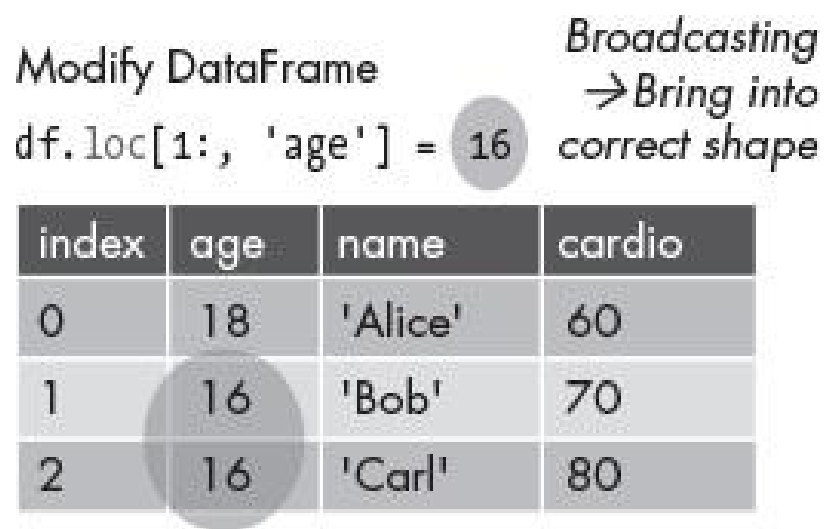 Modify DataFrame
df.loc[1:, 'age'] = 16
Broadcasting
→Bring into
correct shape
index age name cardio
0 18 'Alice' 60
1 16 'Bob' 70
2 16 'Carl' 80